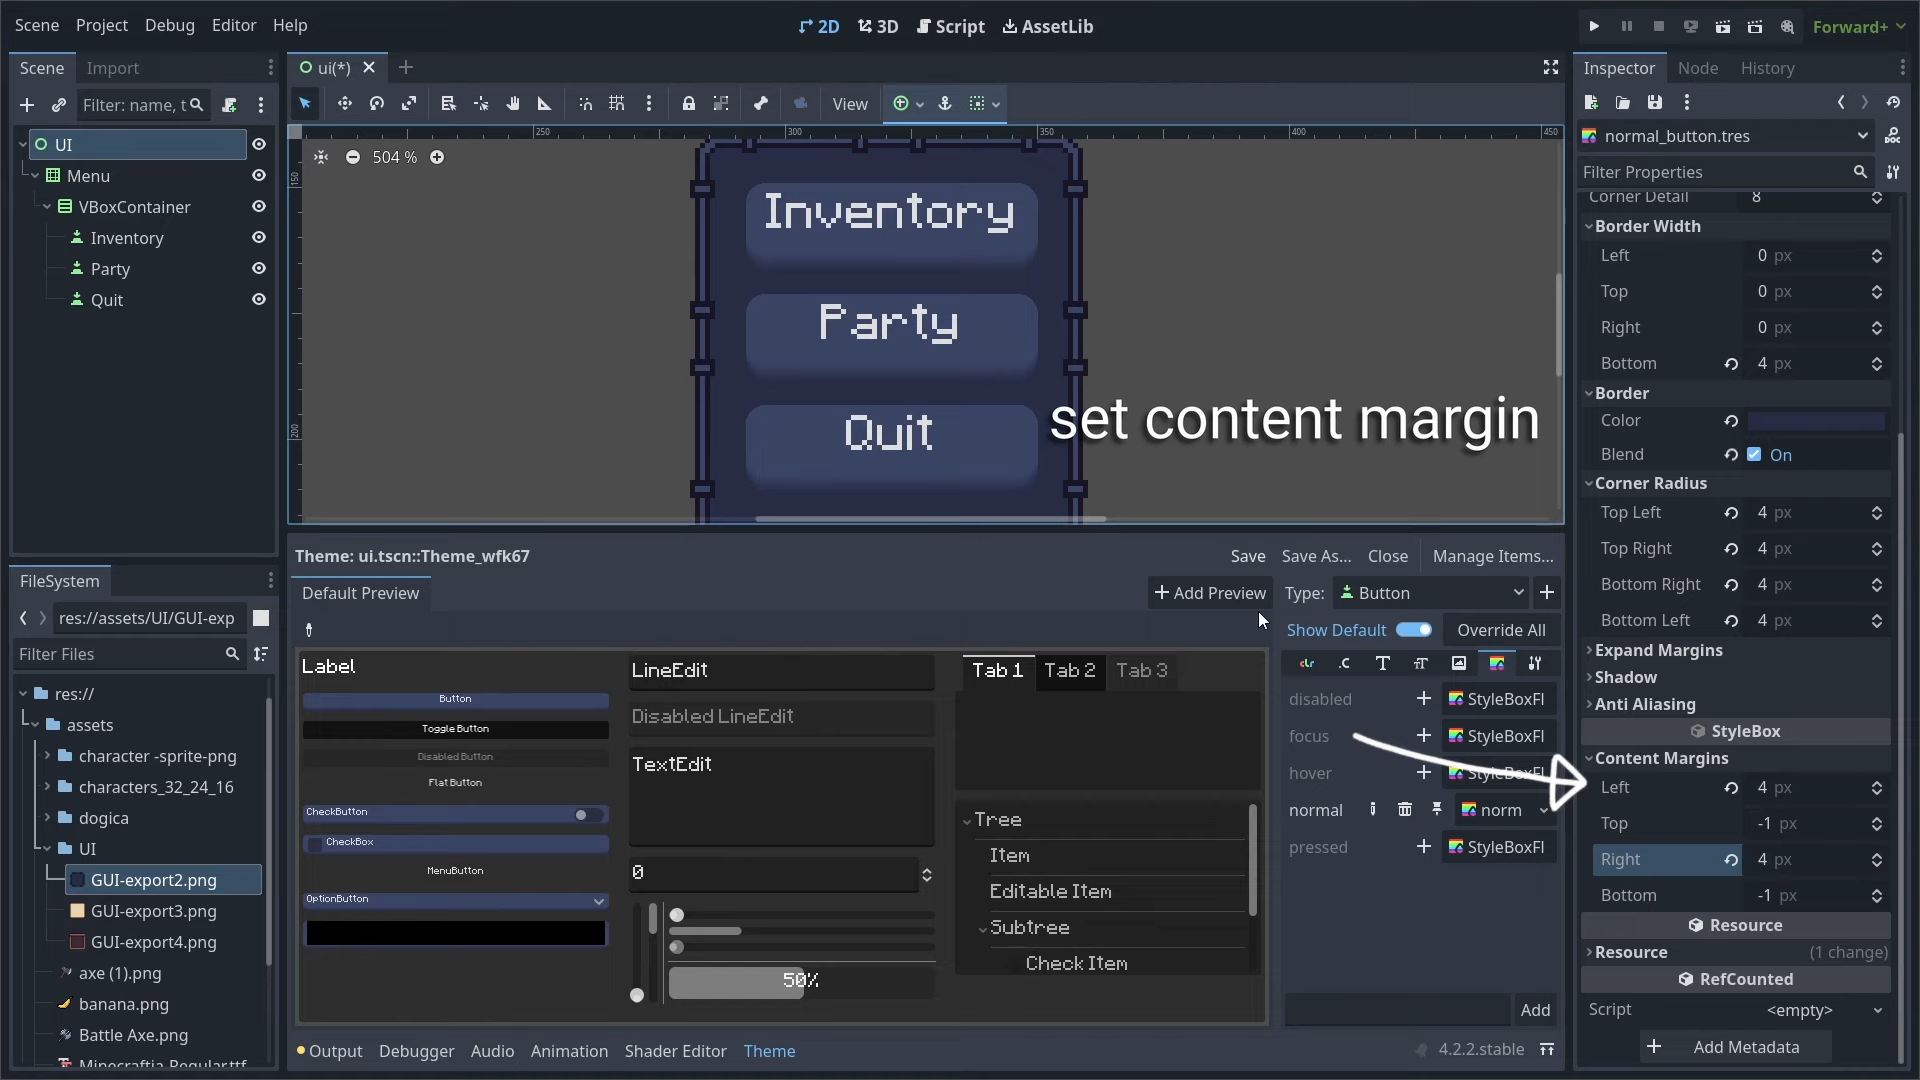 Scene Project Debug Editor Help
2D 3D Script AssetLib
Forward+
Scene Import
Filter: name, t
UI
Menu
VBoxContainer
Inventory
Party
Quit
FileSystem
res://assets/UI/GUI-exp
Filter Files
res://
assets
character -sprite-png
characters_32_24_16
dogica
UI
GUI-export2.png
GUI-export3.png
GUI-export4.png
axe (1).png
banana.png
Battle Axe.png
Minecraftia-Regular.ttf
ui(*)
View
250 300 350 400 450
150
200
504 %
Inventory
Party
Quit
set content margin
Theme: ui.tscn::Theme_wfk67
Save Save As... Close Manage Items...
Default Preview
Add Preview
Type: Button
Show Default Override All
Label
Button
Toggle Button
Disabled Button
Flat Button
CheckButton
CheckBox
MenuButton
OptionButton
LineEdit
Disabled LineEdit
TextEdit
0
50%
Tab 1 Tab 2 Tab 3
Tree
Item
Editable Item
Subtree
Check Item
disabled StyleBoxFl
focus StyleBoxFl
hover StyleBoxFl
normal norm
pressed StyleBoxFl
Add
Output Debugger Audio Animation Shader Editor Theme
4.2.2.stable
Inspector Node History
normal_button.tres
Filter Properties
Corner Detail 8
Border Width
Left 0 px
Top 0 px
Right 0 px
Bottom 4 px
Border
Color
Blend On
Corner Radius
Top Left 4 px
Top Right 4 px
Bottom Right 4 px
Bottom Left 4 px
Expand Margins
Shadow
Anti Aliasing
StyleBox
Content Margins
Left 4 px
Top -1 px
Right 4 px
Bottom -1 px
Resource
Resource (1 change)
RefCounted
Script <empty>
Add Metadata